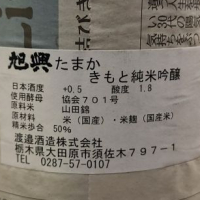 旭興 たまか
きもと純米吟醸
日本酒度 +0.5 酸度 1.8
使用酵母 協会701号
原料米 山田錦
原材料 米（国産）・米麹（国産米）
精米歩合 50%
渡邉酒造株式会社
栃木県大田原市須佐木797-1
TEL 0287-57-0107